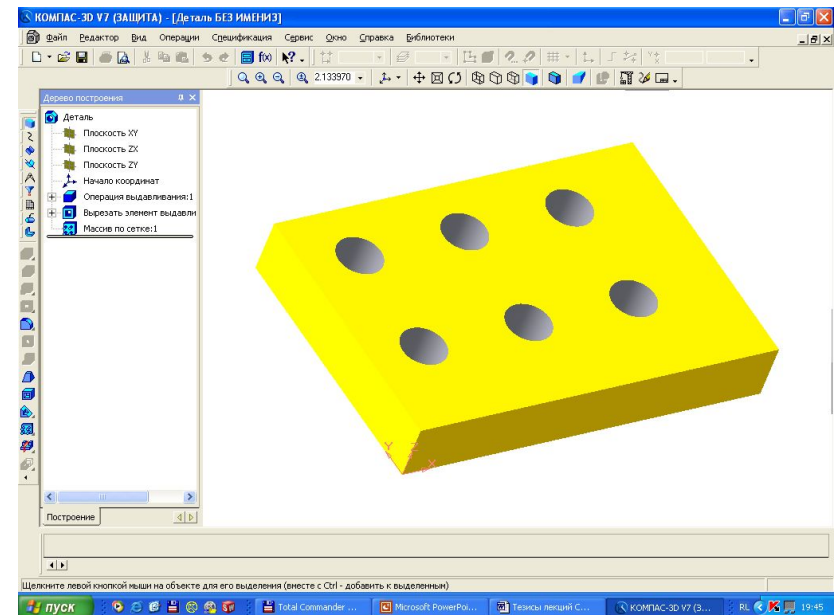 КОМПАС-3D V7 (ЗАЩИТА) - [Деталь БЕЗ ИМЕНИ3]
Файл Редактор Вид Операции Спецификация Сервис Окно Справка Библиотеки
2.133970
Дерево построения
Деталь
Плоскость XY
Плоскость ZX
Плоскость ZY
Начало координат
Операция выдавливания:1
Вырезать элемент выдавли
Массив по сетке:1
Y Z X
Построение
Щелкните левой кнопкой мыши на объекте для его выделения (вместе с Ctrl - добавить к выделенным)
пуск Total Commander ... Microsoft PowerPoi... Тезисы лекций С... КОМПАС-3D V7 (З... RL 19:45